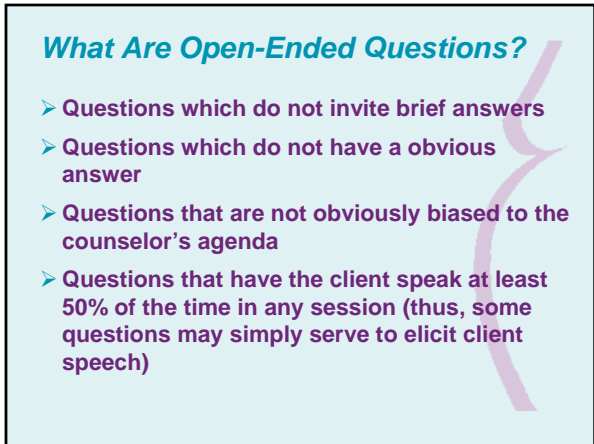 What Are Open-Ended Questions?
➢ Questions which do not invite brief answers
➢ Questions which do not have a obvious
answer
➢ Questions that are not obviously biased to the
counselor's agenda
➢ Questions that have the client speak at least
50% of the time in any session (thus, some
questions may simply serve to elicit client
speech)